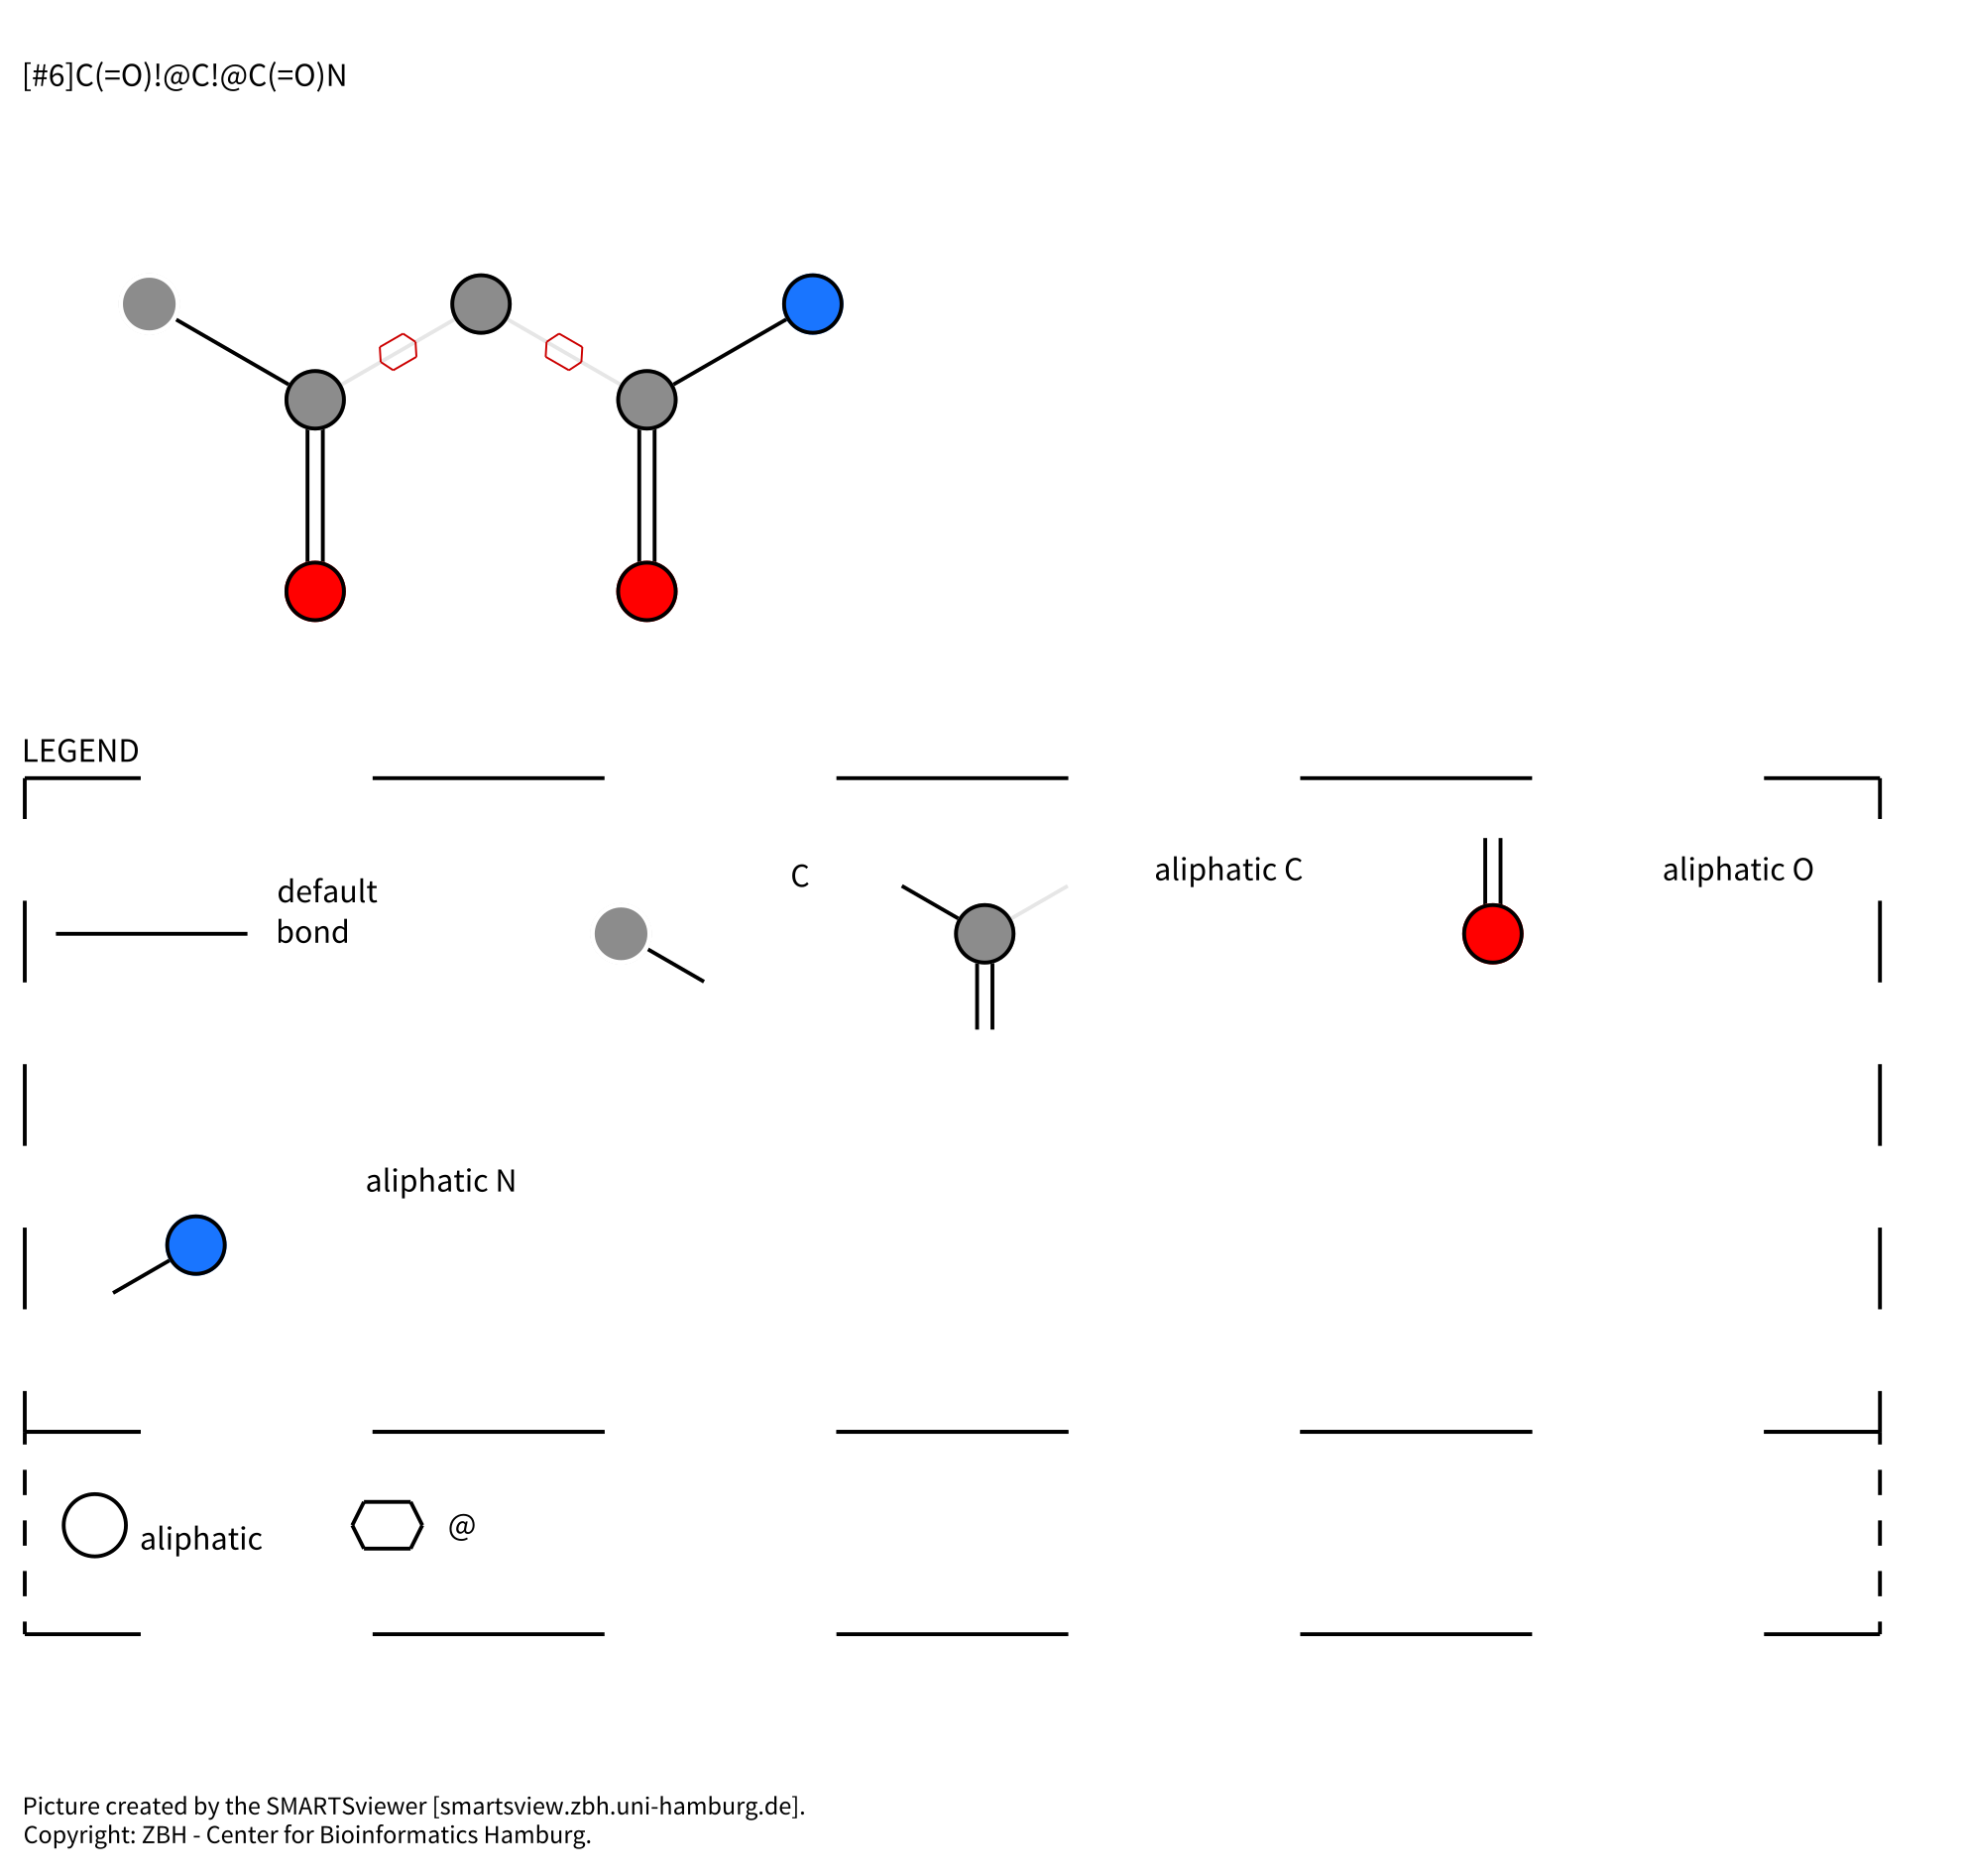 [#6]C(=O)!@C!@C(=O)N
LEGEND
default
bond
C
aliphatic C
aliphatic O
aliphatic N
aliphatic
@
Picture created by the SMARTSviewer [smartsview.zbh.uni-hamburg.de].
Copyright: ZBH - Center for Bioinformatics Hamburg.